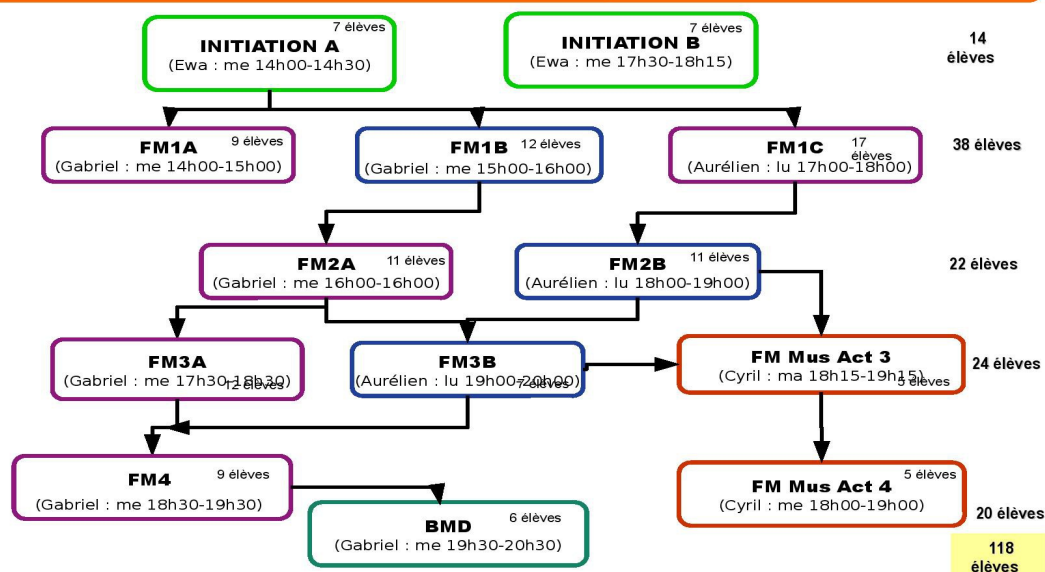 7 élèves
INITIATION A
(Ewa : me 14h00-14h30)
7 élèves
INITIATION B
(Ewa : me 17h30-18h15)
14
élèves
9 élèves
FM1A
(Gabriel : me 14h00-15h00)
12 élèves
FM1B
(Gabriel : me 15h00-16h00)
17
élèves
FM1C
(Aurélien : lu 17h00-18h00)
38 élèves
11 élèves
FM2A
(Gabriel : me 16h00-16h00)
11 élèves
FM2B
(Aurélien : lu 18h00-19h00)
22 élèves
FM3A
(Gabriel : me 17h30-18h30)
12 élèves
FM3B
(Aurélien : lu 19h00-20h00)
7 élèves
FM Mus Act 3
(Cyril : ma 18h15-19h15)
5 élèves
24 élèves
9 élèves
FM4
(Gabriel : me 18h30-19h30)
6 élèves
BMD
(Gabriel : me 19h30-20h30)
5 élèves
FM Mus Act 4
(Cyril : me 18h00-19h00)
20 élèves
118
élèves